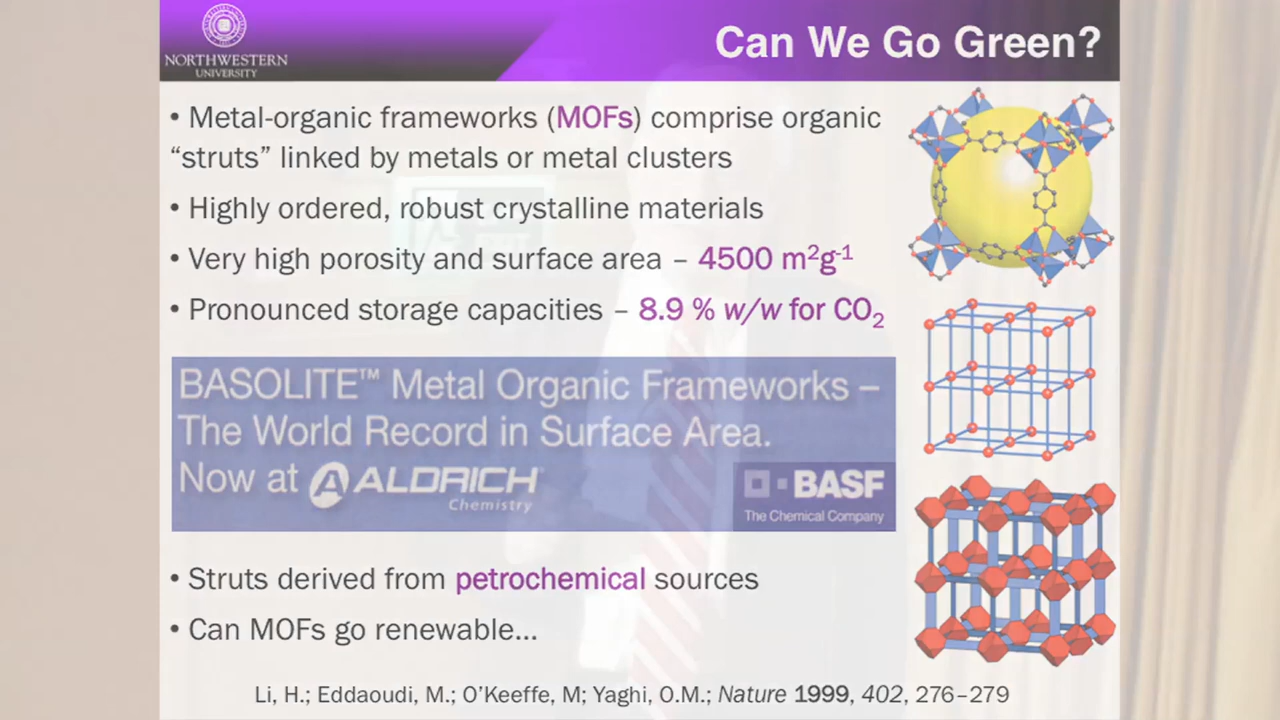 NORTHWESTERN
UNIVERSITY
Can We Go Green?
• Metal-organic frameworks (MOFs) comprise organic
“struts” linked by metals or metal clusters
• Highly ordered, robust crystalline materials
• Very high porosity and surface area – 4500 m²g⁻¹
• Pronounced storage capacities – 8.9 % w/w for CO₂
BASOLITE™ Metal Organic Frameworks –
The World Record in Surface Area.
Now at ALDRICH
Chemistry
BASF
The Chemical Company
• Struts derived from petrochemical sources
• Can MOFs go renewable...
Li, H.; Eddaoudi, M.; O’Keeffe, M; Yaghi, O.M.; Nature 1999, 402, 276–279